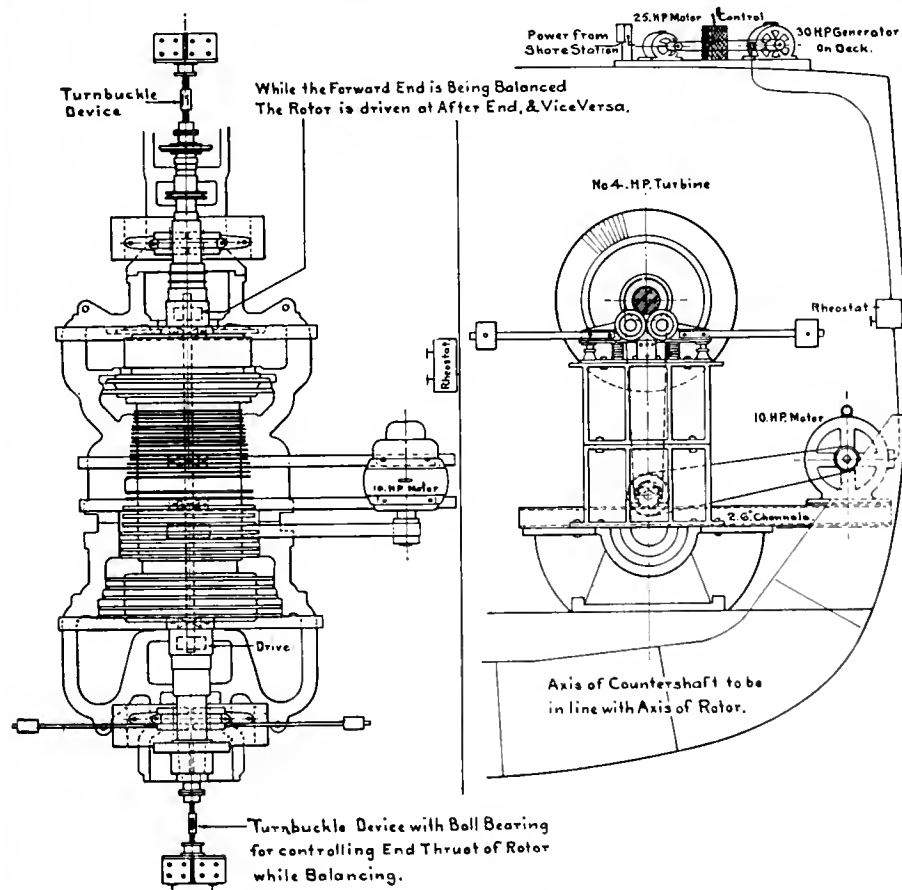 Turnbuckle
Device
While the Forward End is Being Balanced
The Rotor is driven at After End, & Vice Versa.
Rheostat
10. HP Motor
Drive
Turnbuckle Device with Ball Bearing
for controlling End Thrust of Rotor
while Balancing.
Power from
Shore Station
25. HP Motor
Control
30 HP Generator
On Deck.
No 4. HP. Turbine
Rheostat
10. HP. Motor
2. 6" Channels
Axis of Countershaft to be
in line with Axis of Rotor.